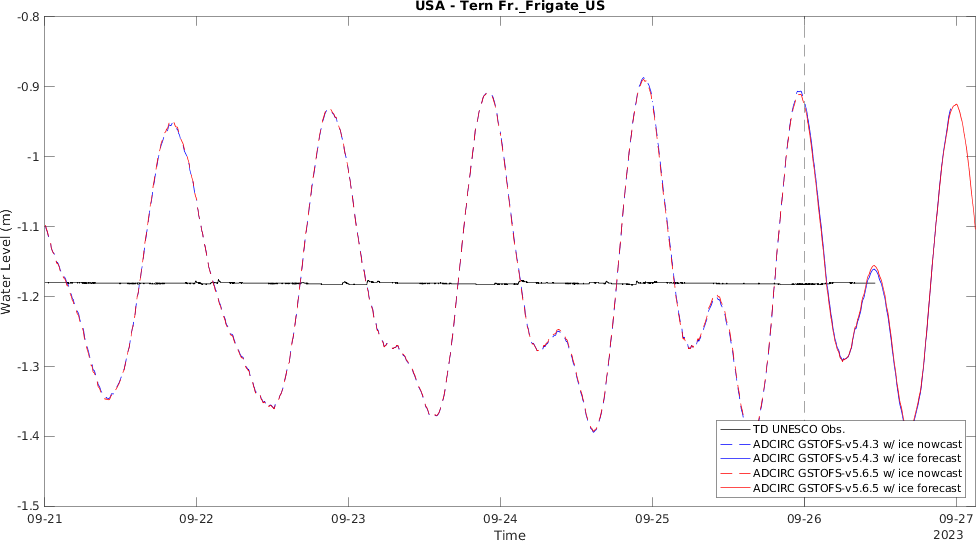 USA - Tern Fr._Frigate_US
-0.8
-0.9
-1
-1.1
-1.2
-1.3
-1.4
-1.5
Water Level (m)
TD UNESCO Obs.
ADCIRC GSTOFS-v5.4.3 w/ ice nowcast
ADCIRC GSTOFS-v5.4.3 w/ ice forecast
ADCIRC GSTOFS-v5.6.5 w/ ice nowcast
ADCIRC GSTOFS-v5.6.5 w/ ice forecast
09-21 09-22 09-23 09-24 09-25 09-26 09-27
Time 2023